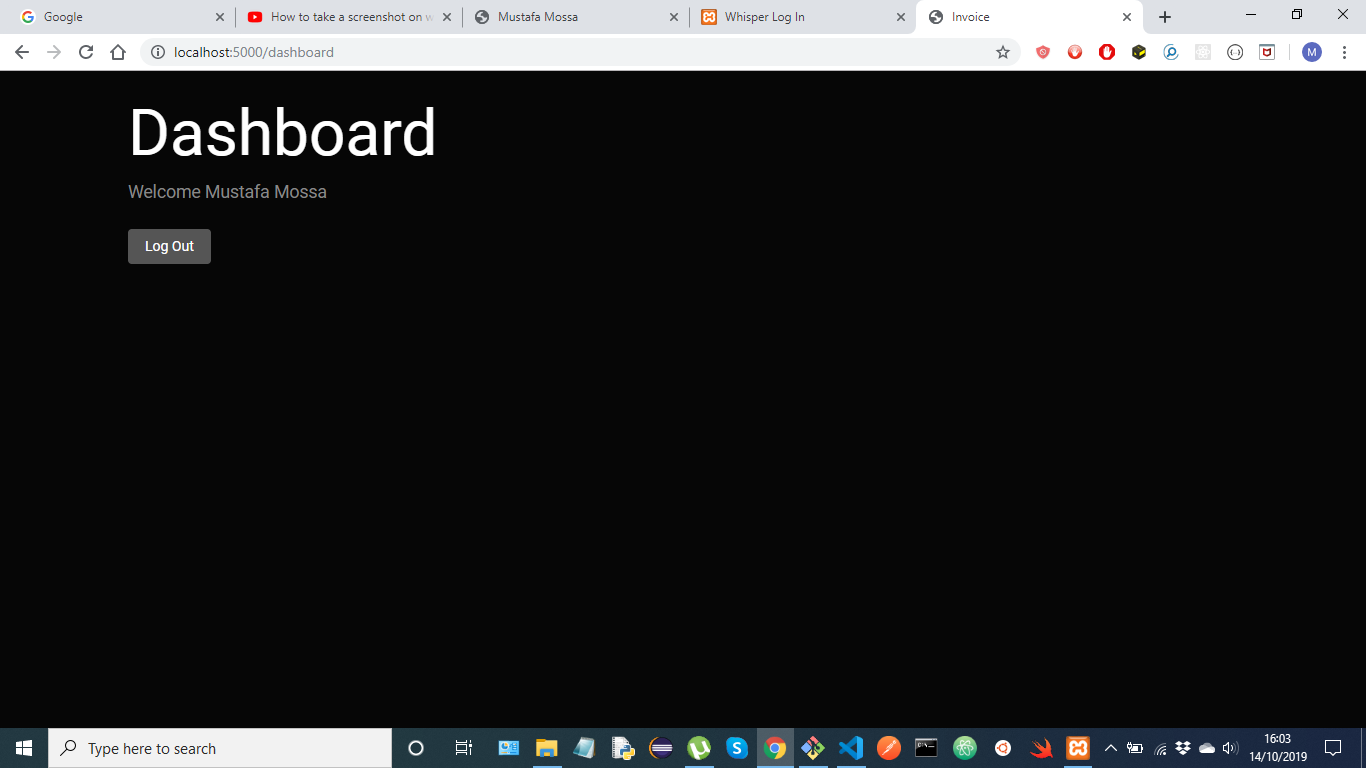 Google
How to take a screenshot on w
Mustafa Mossa
Whisper Log In
Invoice
localhost:5000/dashboard
M
Dashboard
Welcome Mustafa Mossa
Log Out
Type here to search
16:03
14/10/2019